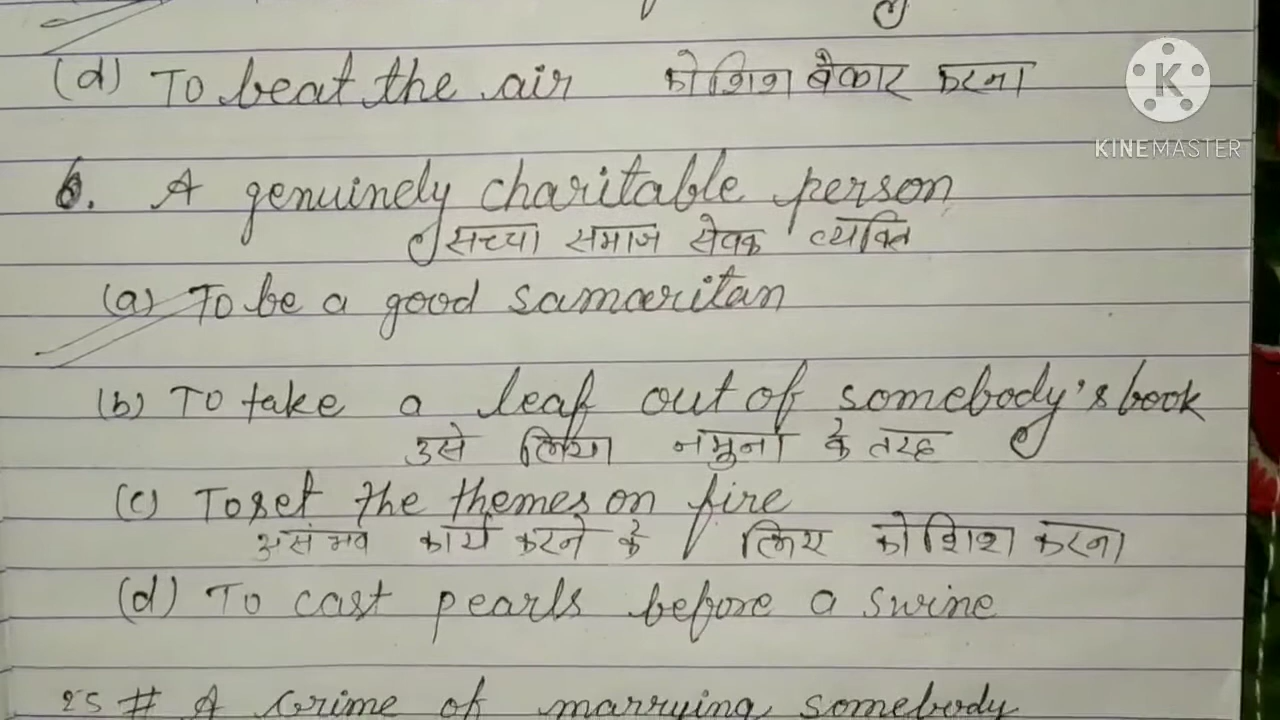 (d) To beat the air कोशिश बेकार करना
KINEMASTER
6. A genuinely charitable person
सच्चा समाज सेवक व्यक्ति
(a) To be a good samaritan
(b) To take a leaf out of somebody's book
उसे लिया नमुना के तरह
(c) To set the themes on fire
असंभव कार्य करने के लिए कोशिश करना
(d) To cast pearls before a swine
25 # A crime of marrying somebody